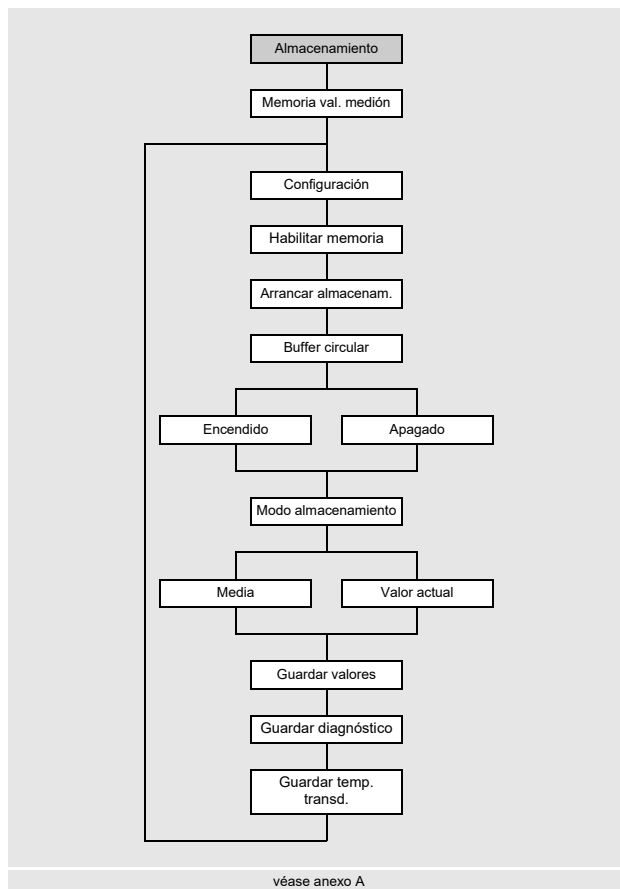 Almacenamiento
Memoria val. medión
Configuración
Habilitar memoria
Arrancar almacenam.
Buffer circular
Encendido
Apagado
Modo almacenamiento
Media
Valor actual
Guardar valores
Guardar diagnóstico
Guardar temp.
transd.
véase anexo A